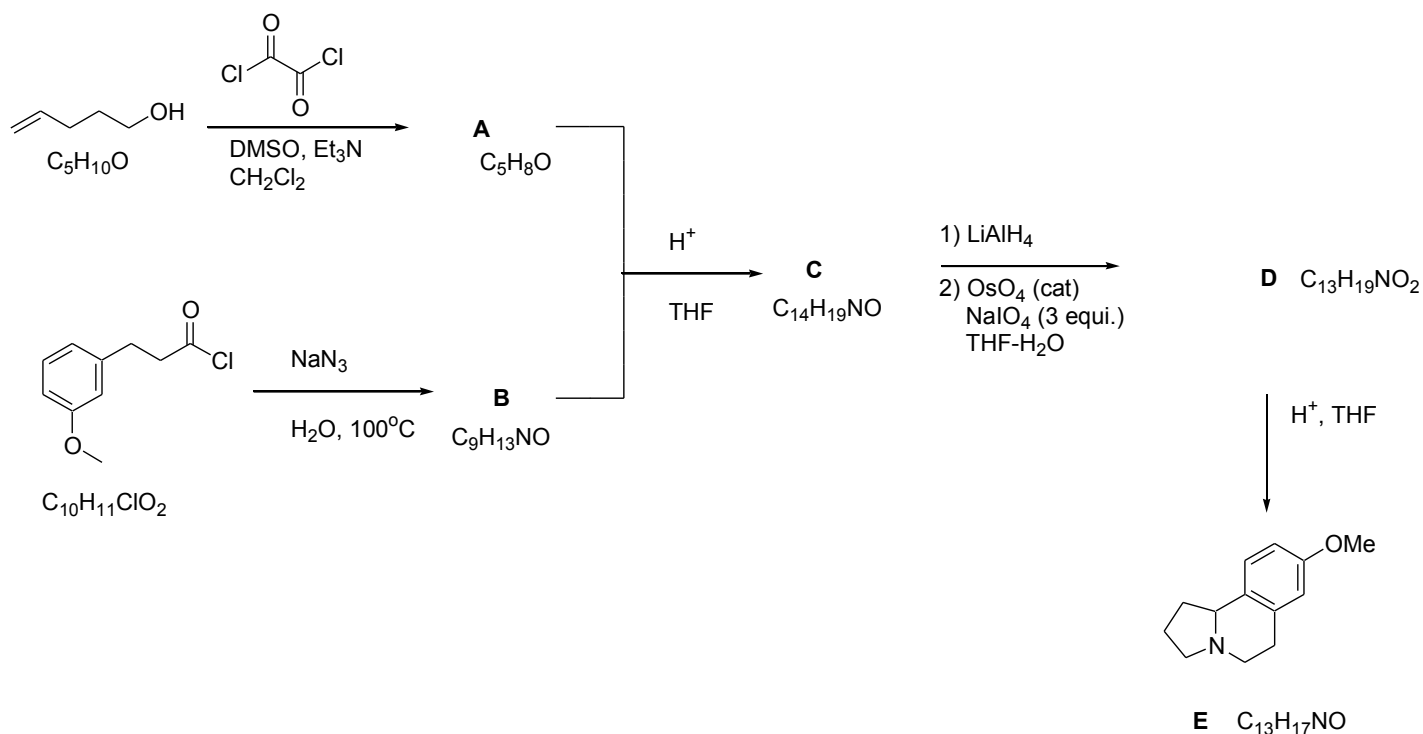 O
Cl
Cl
O
OH
C5H10O
DMSO, Et3N
CH2Cl2
A
C5H8O
H+
THF
C
C14H19NO
1) LiAlH4
2) OsO4 (cat)
NaIO4 (3 equi.)
THF-H2O
D C13H19NO2
O
Cl
O
C10H11ClO2
NaN3
H2O, 100oC
B
C9H13NO
H+, THF
OMe
N
E C13H17NO